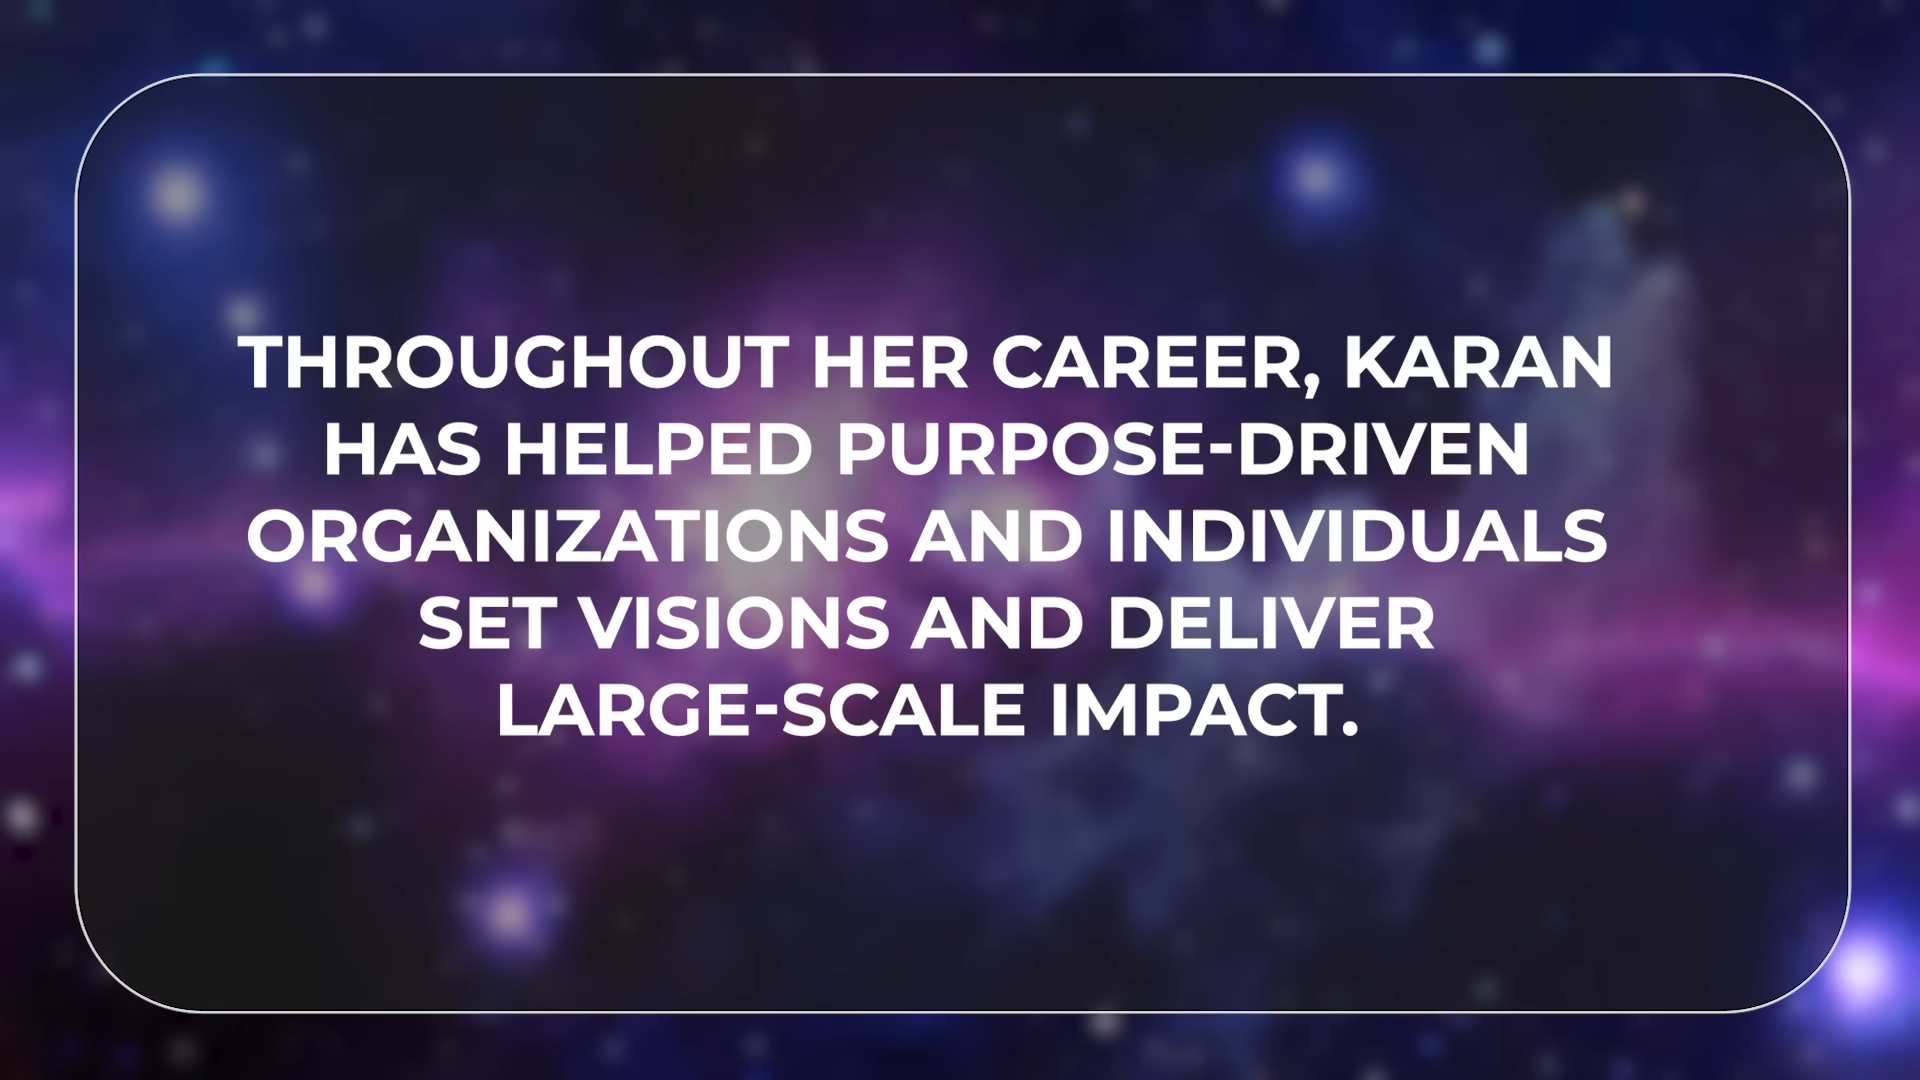 THROUGHOUT HER CAREER, KARAN
HAS HELPED PURPOSE-DRIVEN
ORGANIZATIONS AND INDIVIDUALS
SET VISIONS AND DELIVER
LARGE-SCALE IMPACT.